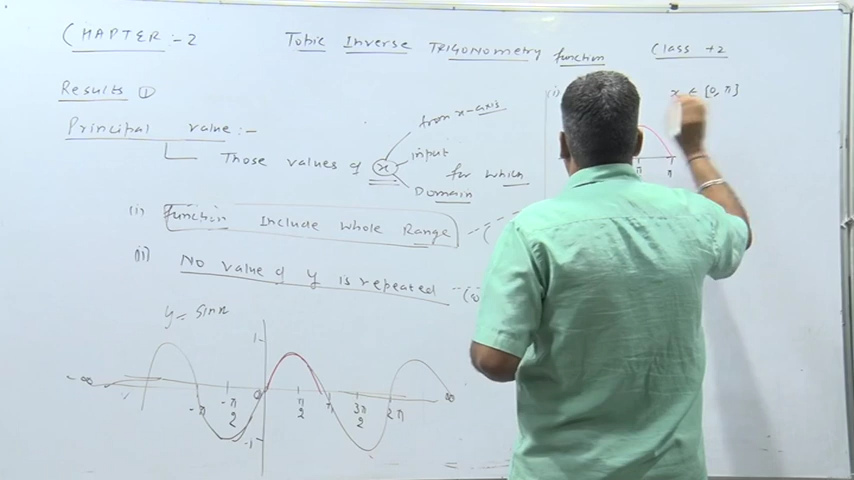 CHAPTER:-2 Topic Inverse TRIGONOMETRY function Class +2
Results ①
Principal value:-
from x-axis
Those values of x input for which
Domain
(i) function Include whole Range
(ii) No value of y is repeated
(i) x ∈ [0, π]
π
y = sinx
1
-∞ -π -π/2 0 π/2 π 3π/2 2π ∞
-1